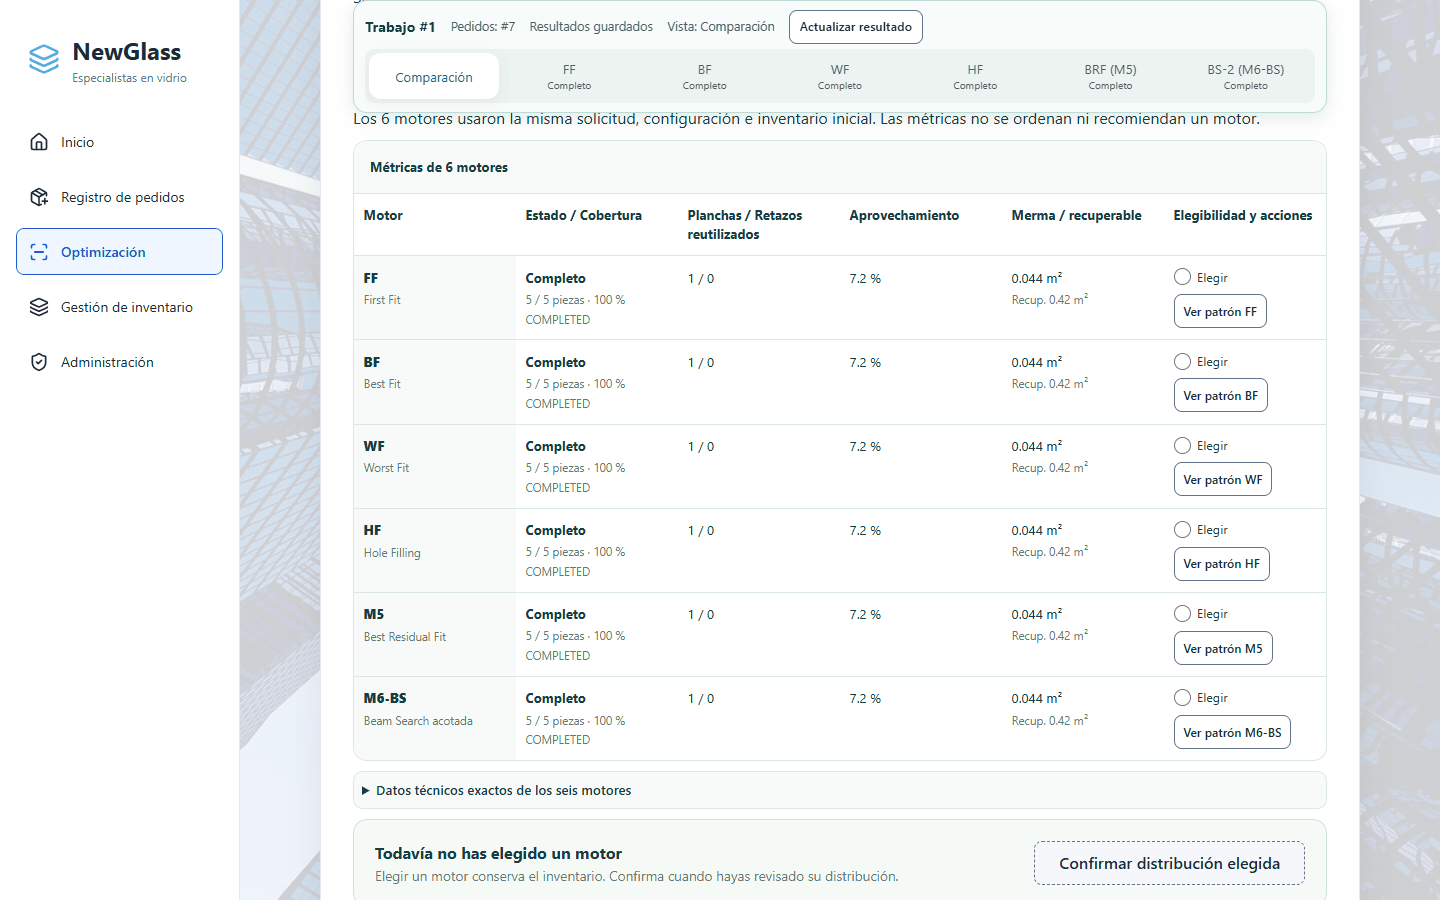 NewGlass
Especialistas en vidrio
Inicio
Registro de pedidos
Optimización
Gestión de inventario
Administración
Trabajo #1 Pedidos: #7 Resultados guardados Vista: Comparación Actualizar resultado
Comparación
FF
Completo
BF
Completo
WF
Completo
HF
Completo
BRF (M5)
Completo
BS-2 (M6-BS)
Completo
Los 6 motores usaron la misma solicitud, configuración e inventario inicial. Las métricas no se ordenan ni recomiendan un motor.
Métricas de 6 motores
Motor
Estado / Cobertura
Planchas / Retazos
reutilizados
Aprovechamiento
Merma / recuperable
Elegibilidad y acciones
FF
First Fit
Completo
5 / 5 piezas · 100 %
COMPLETED
1 / 0
7.2 %
0.044 m²
Recup. 0.42 m²
Elegir
Ver patrón FF
BF
Best Fit
Completo
5 / 5 piezas · 100 %
COMPLETED
1 / 0
7.2 %
0.044 m²
Recup. 0.42 m²
Elegir
Ver patrón BF
WF
Worst Fit
Completo
5 / 5 piezas · 100 %
COMPLETED
1 / 0
7.2 %
0.044 m²
Recup. 0.42 m²
Elegir
Ver patrón WF
HF
Hole Filling
Completo
5 / 5 piezas · 100 %
COMPLETED
1 / 0
7.2 %
0.044 m²
Recup. 0.42 m²
Elegir
Ver patrón HF
M5
Best Residual Fit
Completo
5 / 5 piezas · 100 %
COMPLETED
1 / 0
7.2 %
0.044 m²
Recup. 0.42 m²
Elegir
Ver patrón M5
M6-BS
Beam Search acotada
Completo
5 / 5 piezas · 100 %
COMPLETED
1 / 0
7.2 %
0.044 m²
Recup. 0.42 m²
Elegir
Ver patrón M6-BS
Datos técnicos exactos de los seis motores
Todavía no has elegido un motor
Elegir un motor conserva el inventario. Confirma cuando hayas revisado su distribución.
Confirmar distribución elegida